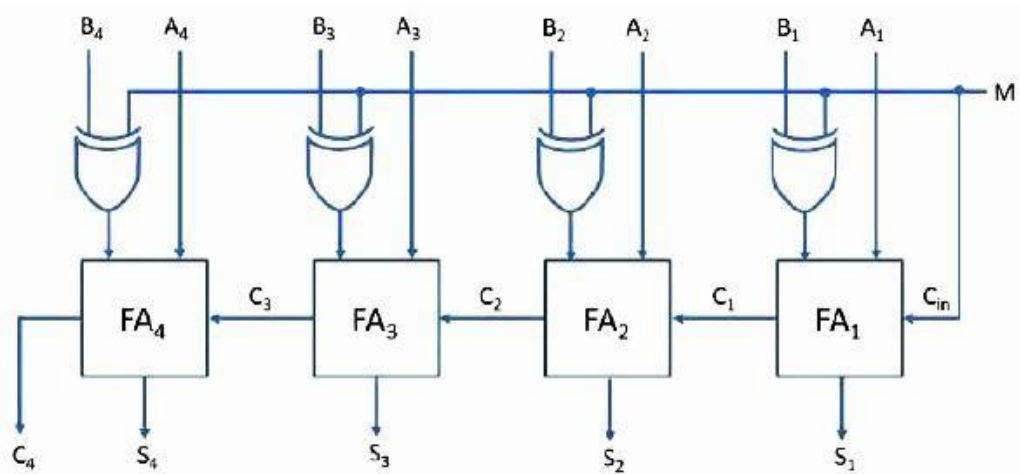 B₄ A₄ B₃ A₃ B₂ A₂ B₁ A₁
M
C₃ C₂ C₁ Cᵢₙ
FA₄ FA₃ FA₂ FA₁
C₄ S₄ S₃ S₂ S₁